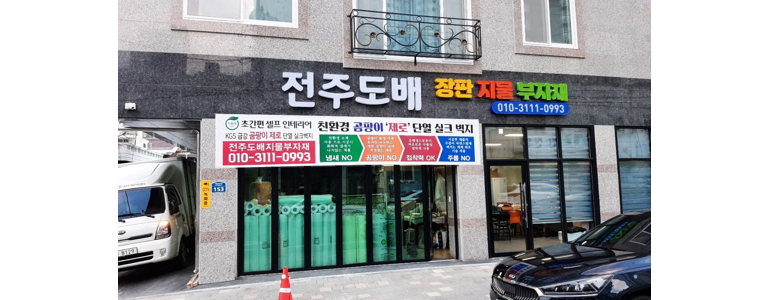 전주도배 장판 지물 부자재
010-3111-0993
초간편 셀프 인테리어 친환경 곰팡이 '제로' 단열 실크 벽지
KGS 금강 곰팡이 제로 단열 실크벽지
전주도배지물부자재
010-3111-0993
냄새 NO 곰팡이 NO 접착력 OK 주름 NO
153